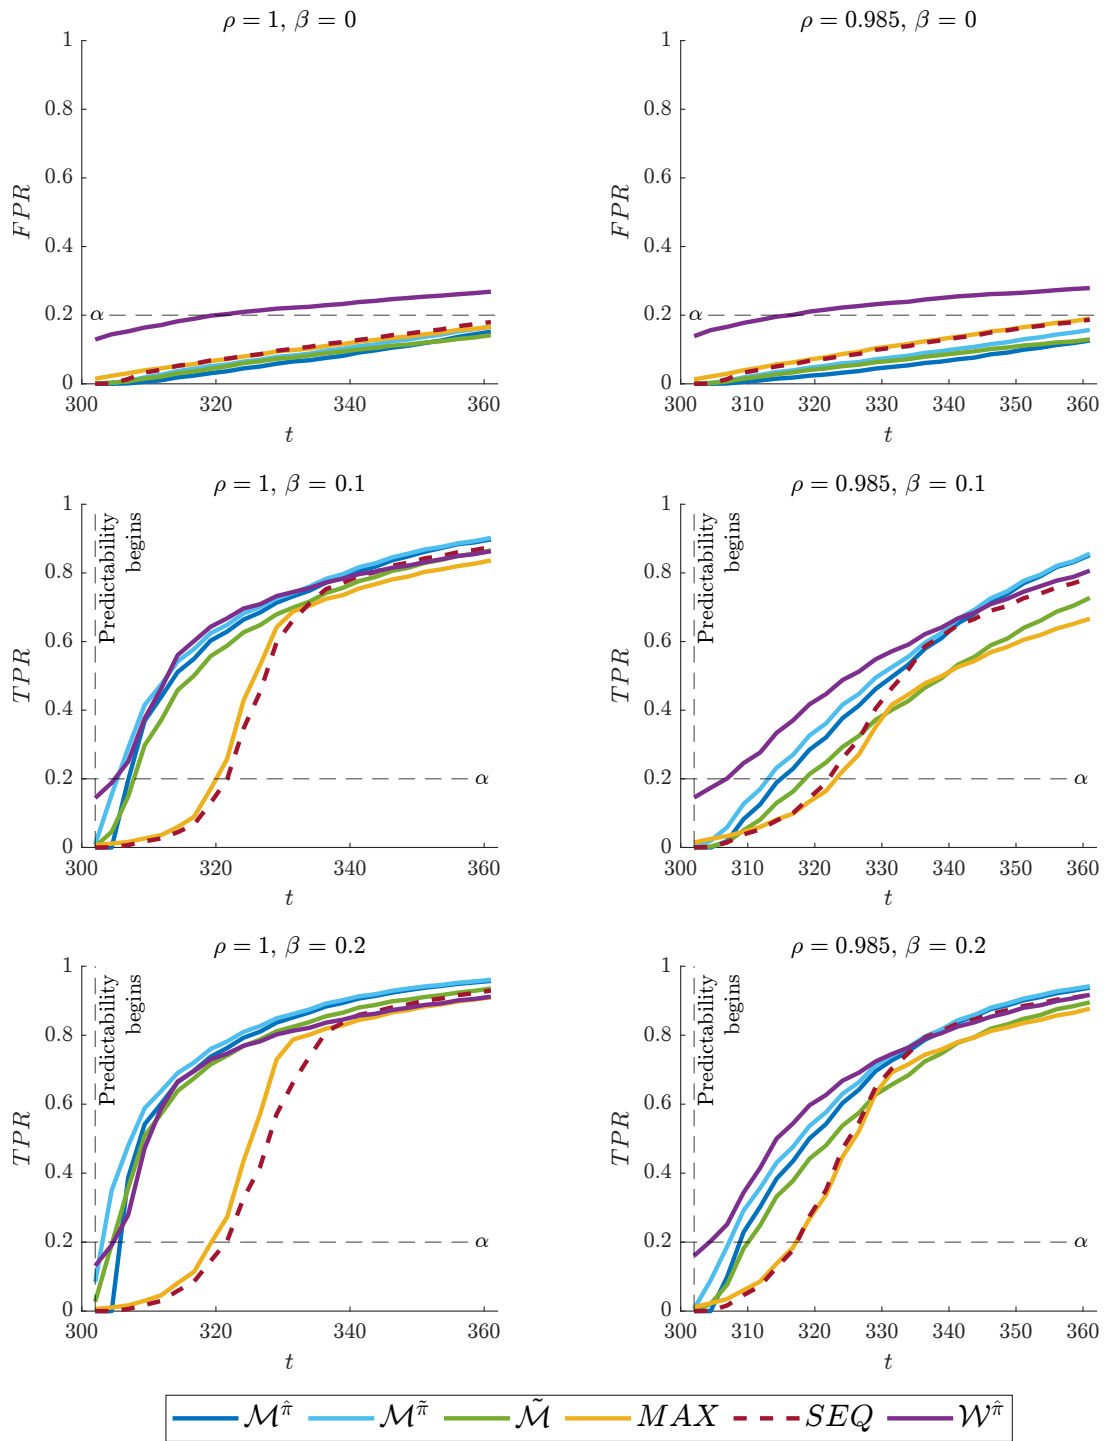 ρ = 1, β = 0
1
0.8
0.6
0.4
0.2
0
FPR
α
300
320
340
360
t
ρ = 0.985, β = 0
1
0.8
0.6
0.4
0.2
0
FPR
α
300
310
320
330
340
350
360
t
ρ = 1, β = 0.1
1
0.8
0.6
0.4
0.2
0
TPR
Predictability
begins
α
300
320
340
360
t
ρ = 0.985, β = 0.1
1
0.8
0.6
0.4
0.2
0
TPR
Predictability
begins
α
300
310
320
330
340
350
360
t
ρ = 1, β = 0.2
1
0.8
0.6
0.4
0.2
0
TPR
Predictability
begins
α
300
320
340
360
t
ρ = 0.985, β = 0.2
1
0.8
0.6
0.4
0.2
0
TPR
Predictability
begins
α
300
310
320
330
340
350
360
t
ℳ^π̂ ℳ^π̃ ℳ̃ MAX SEQ 𝒲^π̂